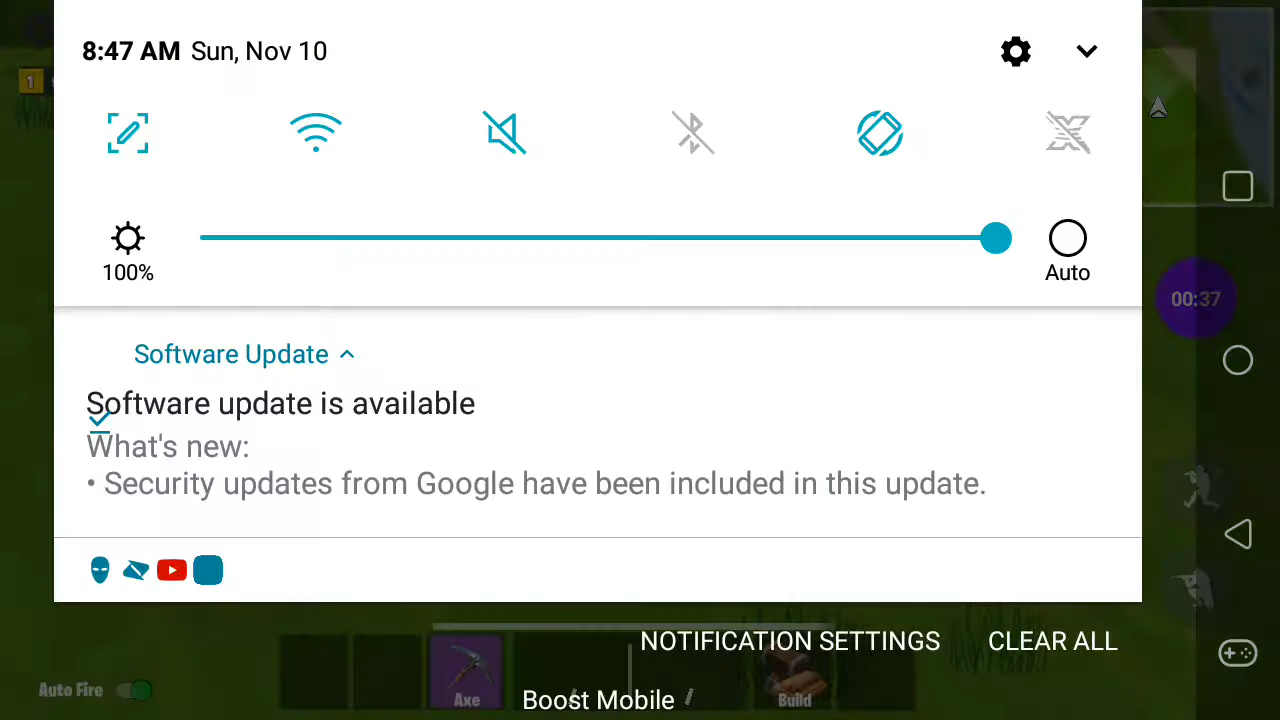 8:47 AM Sun, Nov 10
1
100%
Auto
00:37
Software Update
Software update is available
What's new:
• Security updates from Google have been included in this update.
NOTIFICATION SETTINGS CLEAR ALL
Auto Fire
Axe
Boost Mobile
Build